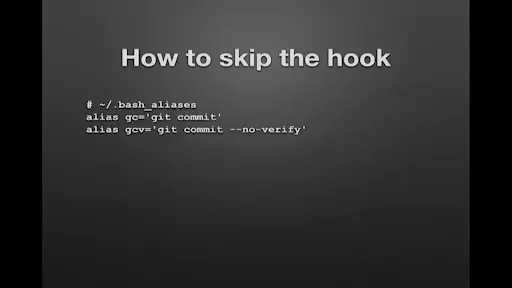 How to skip the hook
# ~/.bash_aliases
alias gc='git commit'
alias gcv='git commit --no-verify'